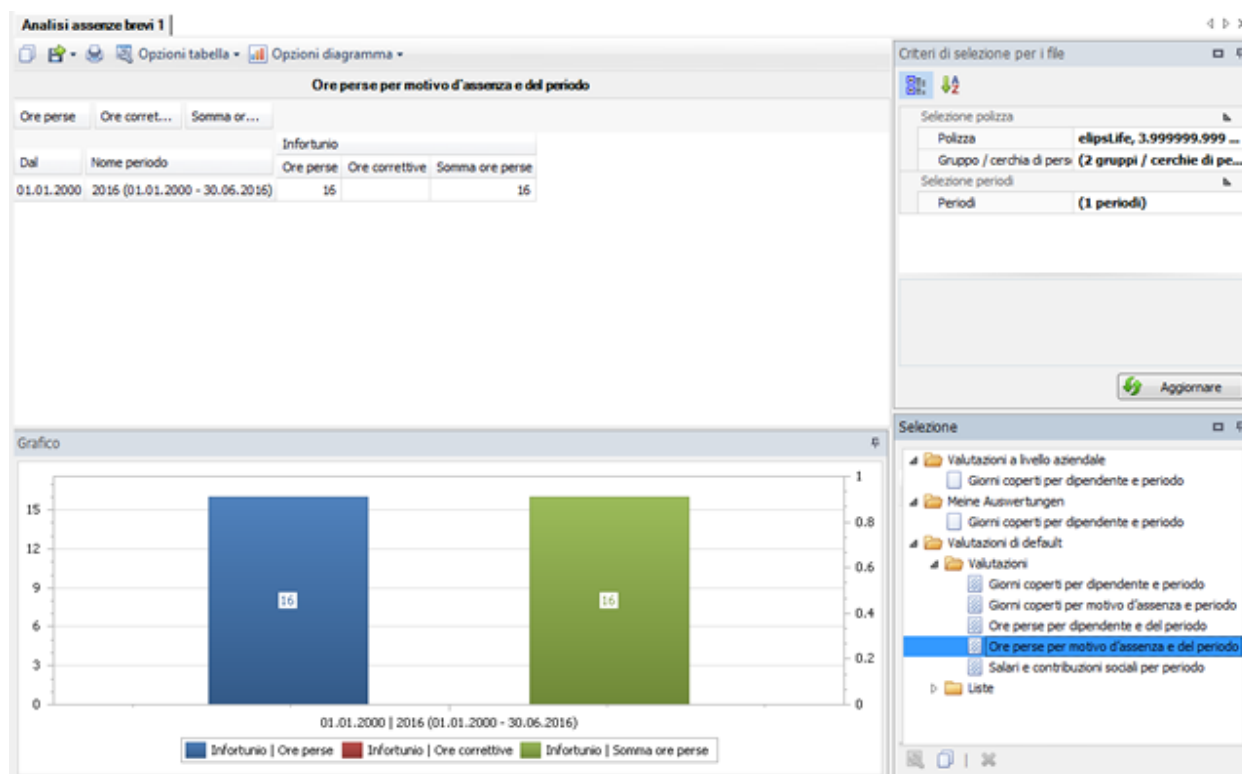 Analisi assenze brevi 1
Opzioni tabella Opzioni diagramma
Ore perse per motivo d'assenza e del periodo
Ore perse Ore corret... Somma or...
Infortunio
Dal Nome periodo Ore perse Ore correttive Somma ore perse
01.01.2000 2016 (01.01.2000 - 30.06.2016) 16 16
Grafico
15
12
9
6
3
0
1
0.8
0.6
0.4
0.2
0
16 16
01.01.2000 | 2016 (01.01.2000 - 30.06.2016)
Infortunio | Ore perse Infortunio | Ore correttive Infortunio | Somma ore perse
Criteri di selezione per i file
Selezione polizza
Polizza elipsLife, 3.999999.999 ...
Gruppo / cerchia di pers (2 gruppi / cerchie di pe...
Selezione periodi
Periodi (1 periodi)
Aggiornare
Selezione
Valutazioni a livello aziendale
Giorni coperti per dipendente e periodo
Meine Auswertungen
Giorni coperti per dipendente e periodo
Valutazioni di default
Valutazioni
Giorni coperti per dipendente e periodo
Giorni coperti per motivo d'assenza e periodo
Ore perse per dipendente e del periodo
Ore perse per motivo d'assenza e del periodo
Salari e contribuzioni sociali per periodo
Liste